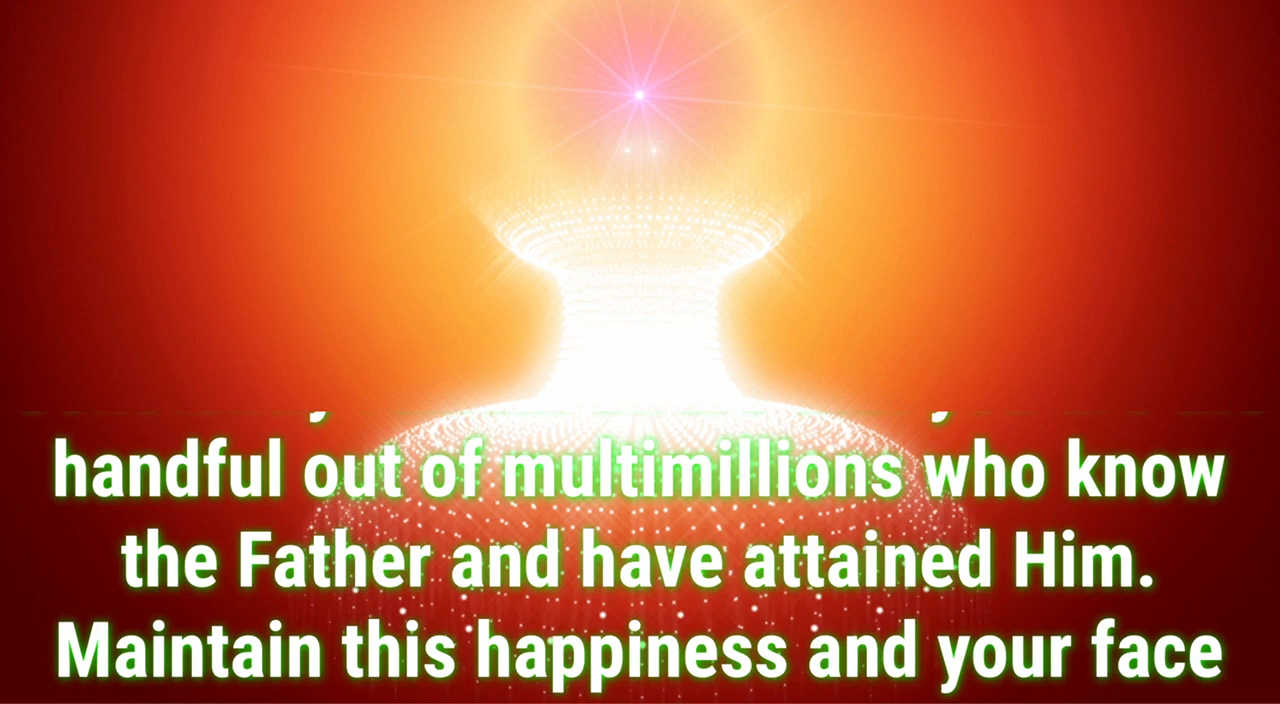 handful out of multimillions who know
the Father and have attained Him.
Maintain this happiness and your face